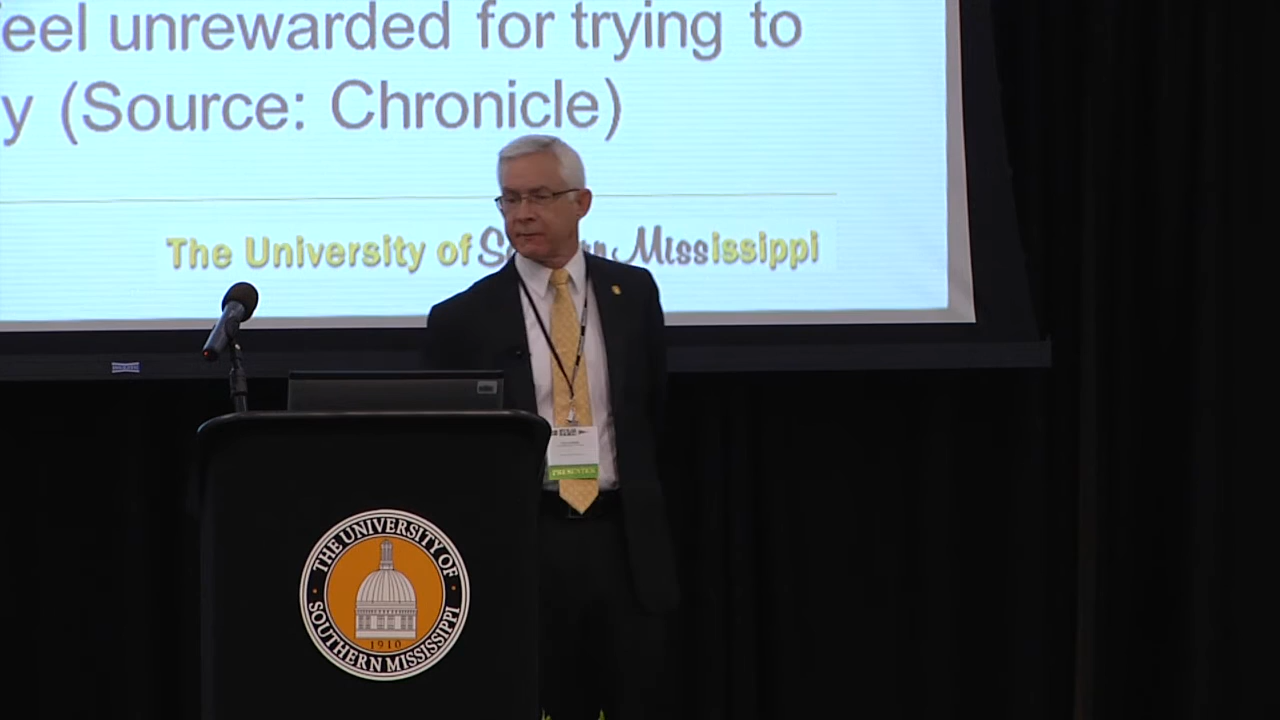 eel unrewarded for trying to
y (Source: Chronicle)
The University of Mississippi
THE UNIVERSITY OF
SOUTHERN MISSISSIPPI
1910